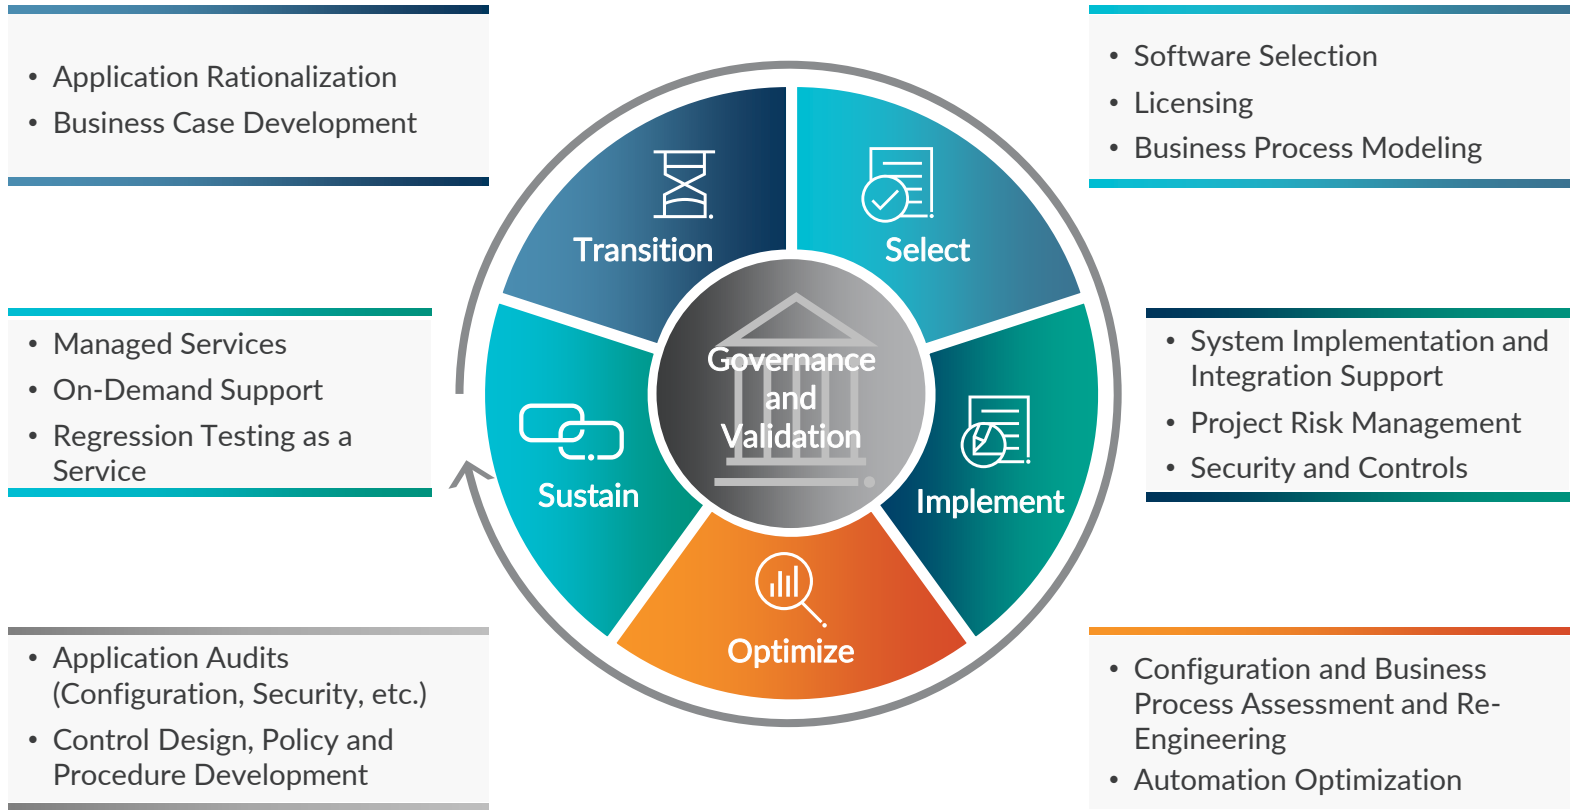 • Application Rationalization
• Business Case Development
• Software Selection
• Licensing
• Business Process Modeling
Transition
Select
• Managed Services
• On-Demand Support
• Regression Testing as a
Service
Governance
and
Validation
• System Implementation and
Integration Support
• Project Risk Management
• Security and Controls
Sustain
Implement
Optimize
• Application Audits
(Configuration, Security, etc.)
• Control Design, Policy and
Procedure Development
• Configuration and Business
Process Assessment and Re-
Engineering
• Automation Optimization